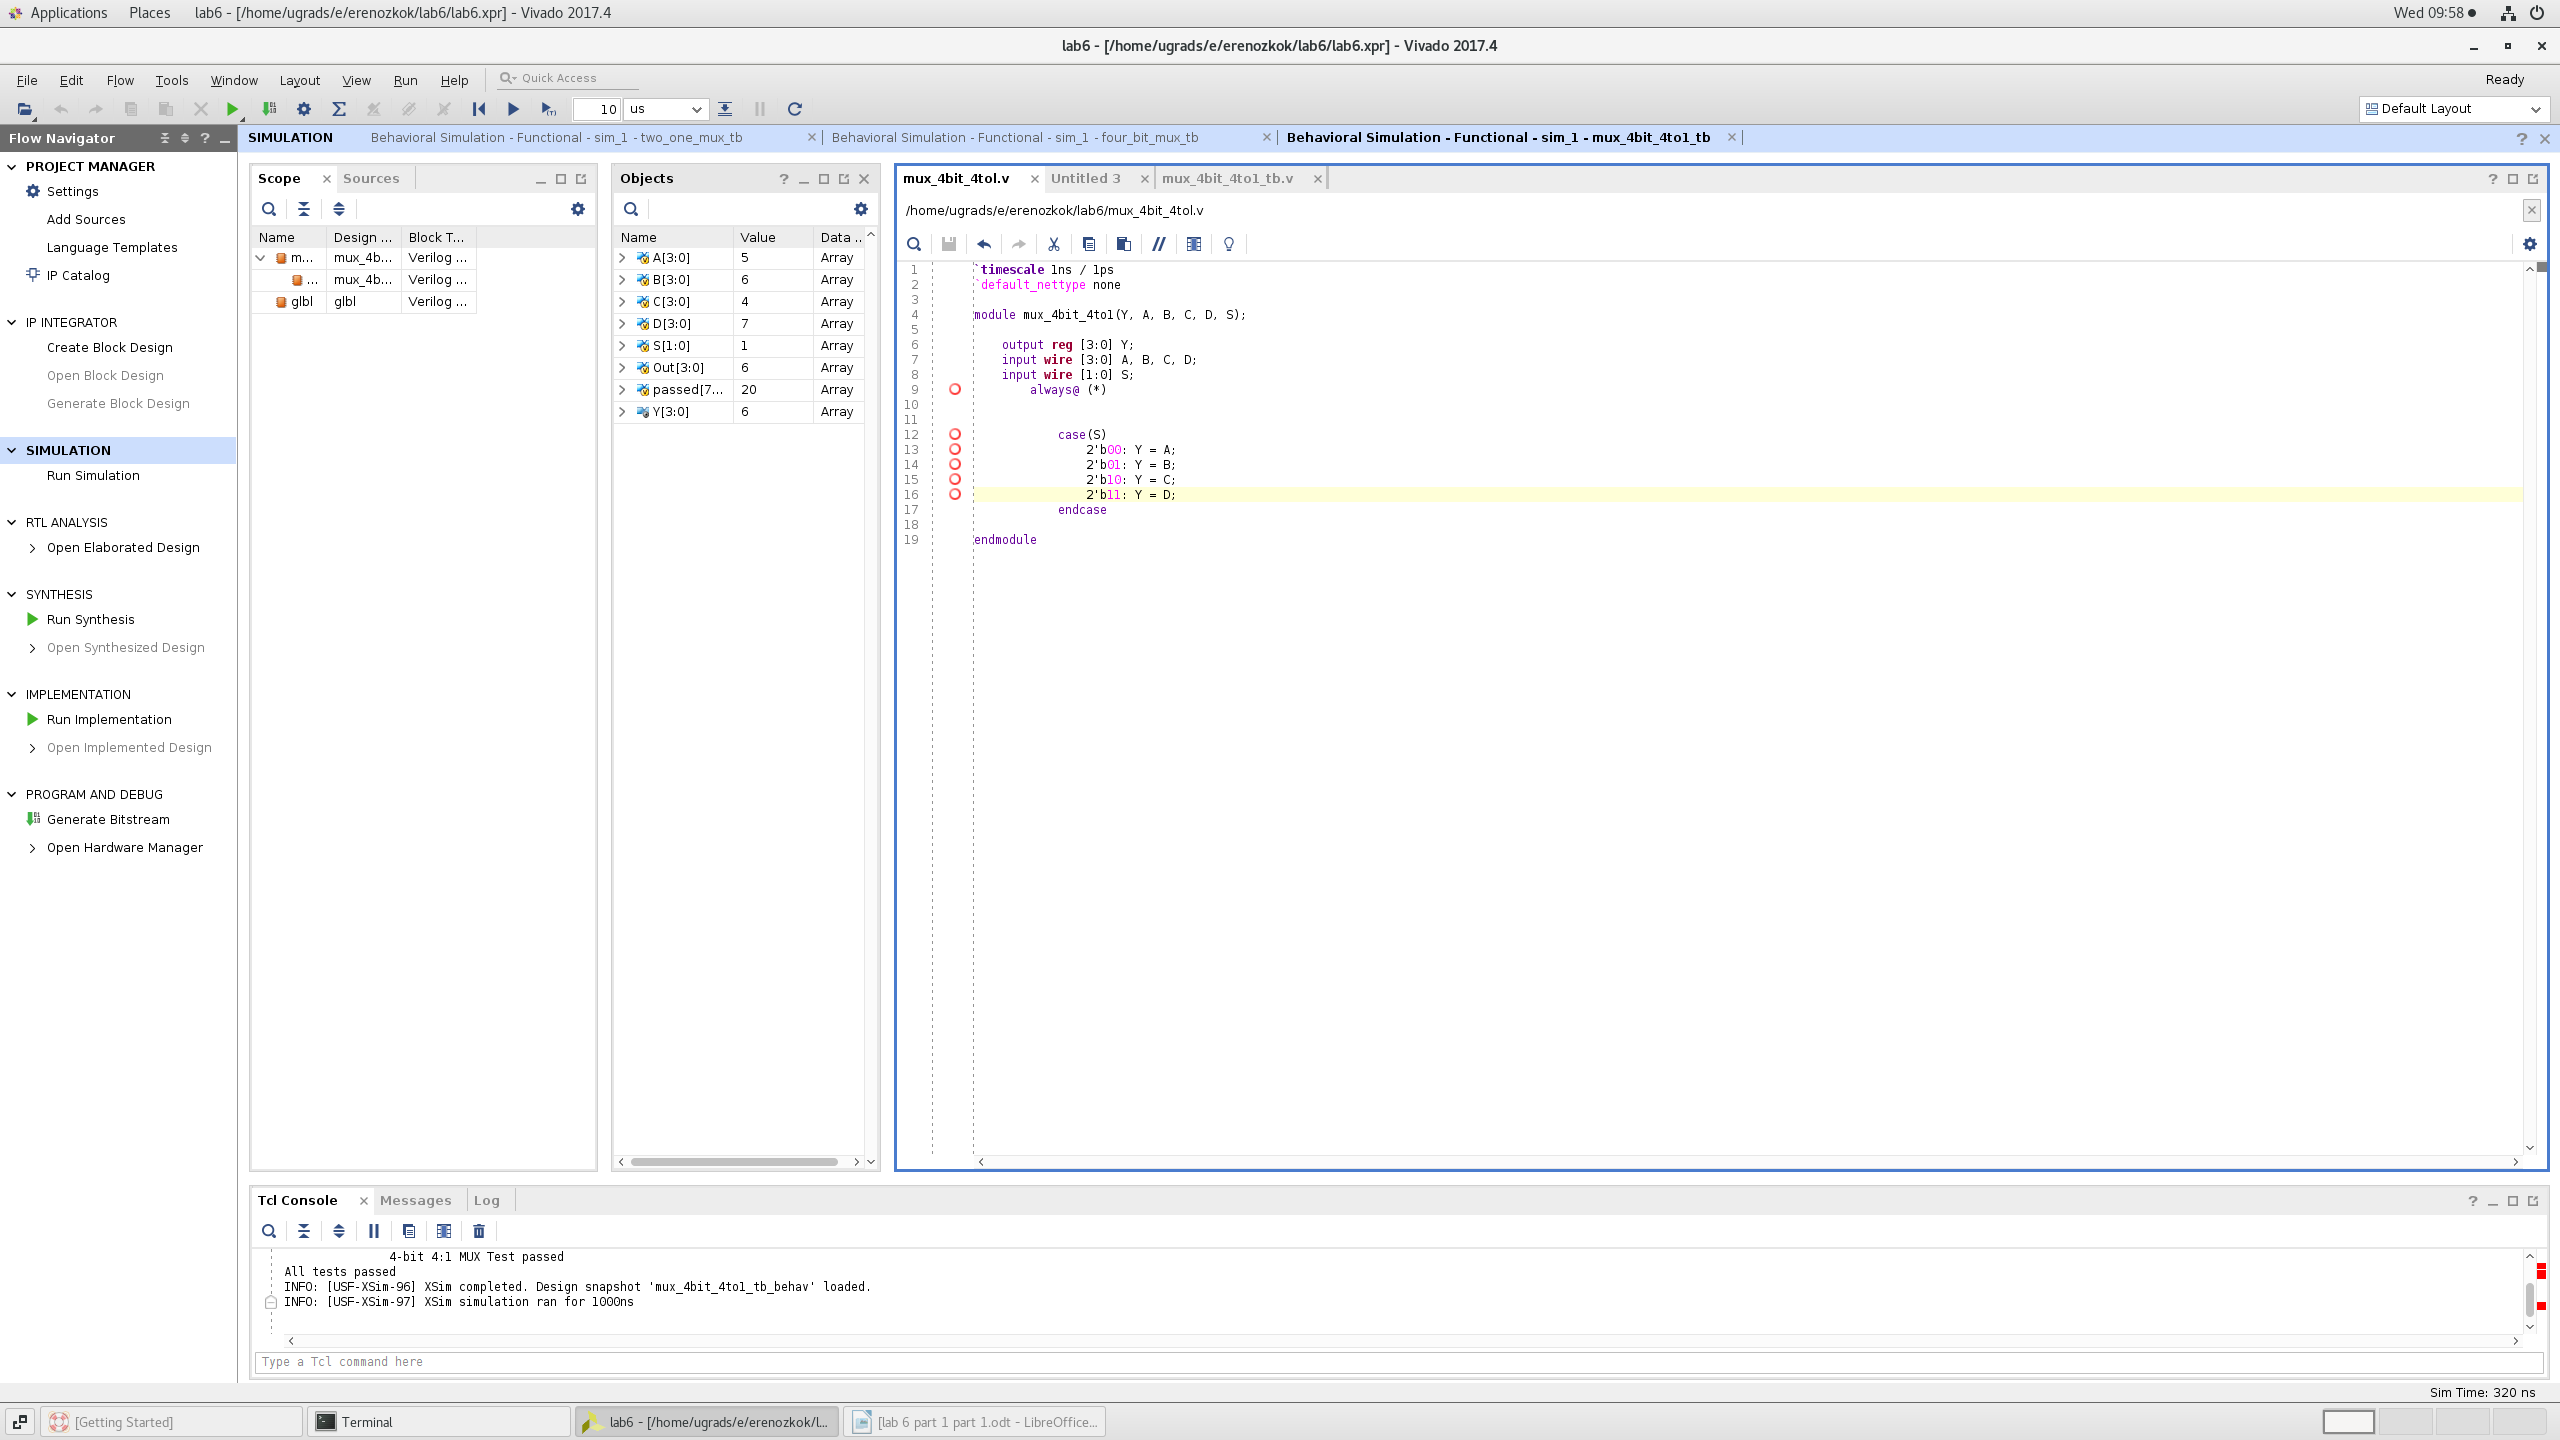 Applications Places lab6 - [/home/ugrads/e/erenozkok/lab6/lab6.xpr] - Vivado 2017.4 Wed 09:58
lab6 - [/home/ugrads/e/erenozkok/lab6/lab6.xpr] - Vivado 2017.4
File Edit Flow Tools Window Layout View Run Help Quick Access Ready
10 us Default Layout
Flow Navigator
SIMULATION Behavioral Simulation - Functional - sim_1 - two_one_mux_tb Behavioral Simulation - Functional - sim_1 - four_bit_mux_tb Behavioral Simulation - Functional - sim_1 - mux_4bit_4to1_tb
PROJECT MANAGER
Settings
Add Sources
Language Templates
IP Catalog
IP INTEGRATOR
Create Block Design
Open Block Design
Generate Block Design
SIMULATION
Run Simulation
RTL ANALYSIS
Open Elaborated Design
SYNTHESIS
Run Synthesis
Open Synthesized Design
IMPLEMENTATION
Run Implementation
Open Implemented Design
PROGRAM AND DEBUG
Generate Bitstream
Open Hardware Manager
Scope Sources
Name Design ... Block T...
m... mux_4b... Verilog ...
... mux_4b... Verilog ...
glbl glbl Verilog ...
Objects
Name Value Data ...
A[3:0] 5 Array
B[3:0] 6 Array
C[3:0] 4 Array
D[3:0] 7 Array
S[1:0] 1 Array
Out[3:0] 6 Array
passed[7... 20 Array
Y[3:0] 6 Array
mux_4bit_4tol.v Untitled 3 mux_4bit_4to1_tb.v
/home/ugrads/e/erenozkok/lab6/mux_4bit_4tol.v
1 `timescale 1ns / 1ps
2 `default_nettype none
3
4 module mux_4bit_4to1(Y, A, B, C, D, S);
5
6 output reg [3:0] Y;
7 input wire [3:0] A, B, C, D;
8 input wire [1:0] S;
9 always@ (*)
10
11
12 case(S)
13 2'b00: Y = A;
14 2'b01: Y = B;
15 2'b10: Y = C;
16 2'b11: Y = D;
17 endcase
18
19 endmodule
Tcl Console Messages Log
4-bit 4:1 MUX Test passed
All tests passed
INFO: [USF-XSim-96] XSim completed. Design snapshot 'mux_4bit_4to1_tb_behav' loaded.
INFO: [USF-XSim-97] XSim simulation ran for 1000ns
Type a Tcl command here
Sim Time: 320 ns
[Getting Started] Terminal lab6 - [/home/ugrads/e/erenozkok/l... [lab 6 part 1 part 1.odt - LibreOffice...